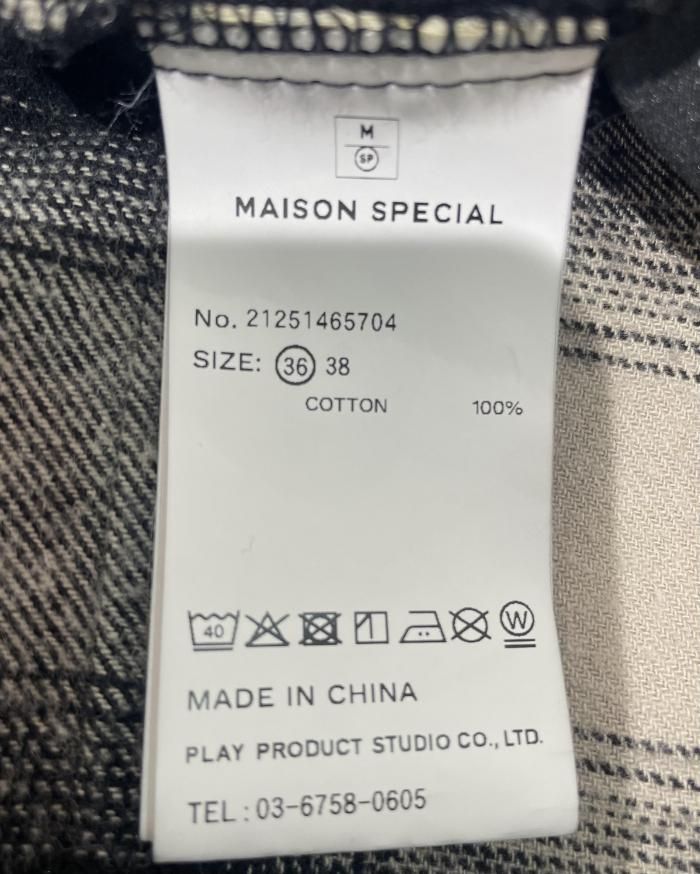 M
SP
MAISON SPECIAL
No. 21251465704
SIZE: 36 38
COTTON 100%
40 W
MADE IN CHINA
PLAY PRODUCT STUDIO CO., LTD.
TEL : 03-6758-0605